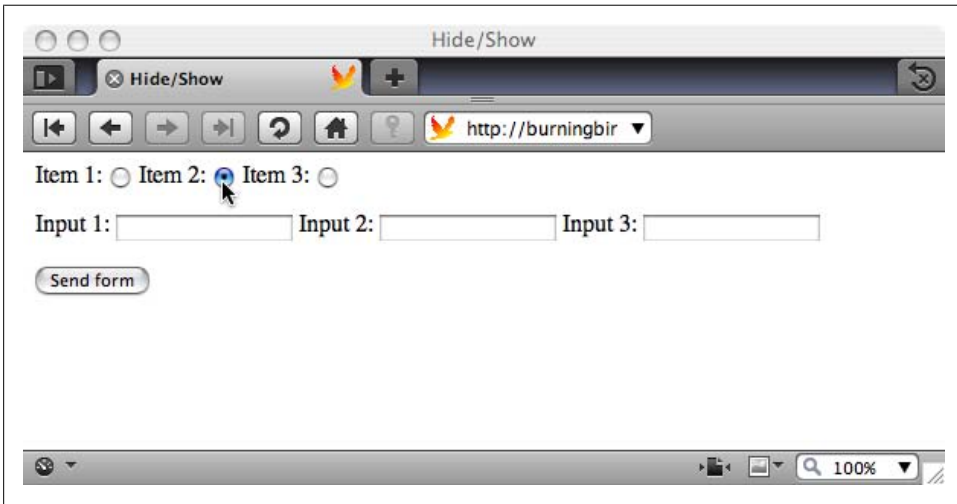 Hide/Show
Hide/Show
http://burningbir
Item 1: Item 2: Item 3:
Input 1: Input 2: Input 3:
Send form
100%